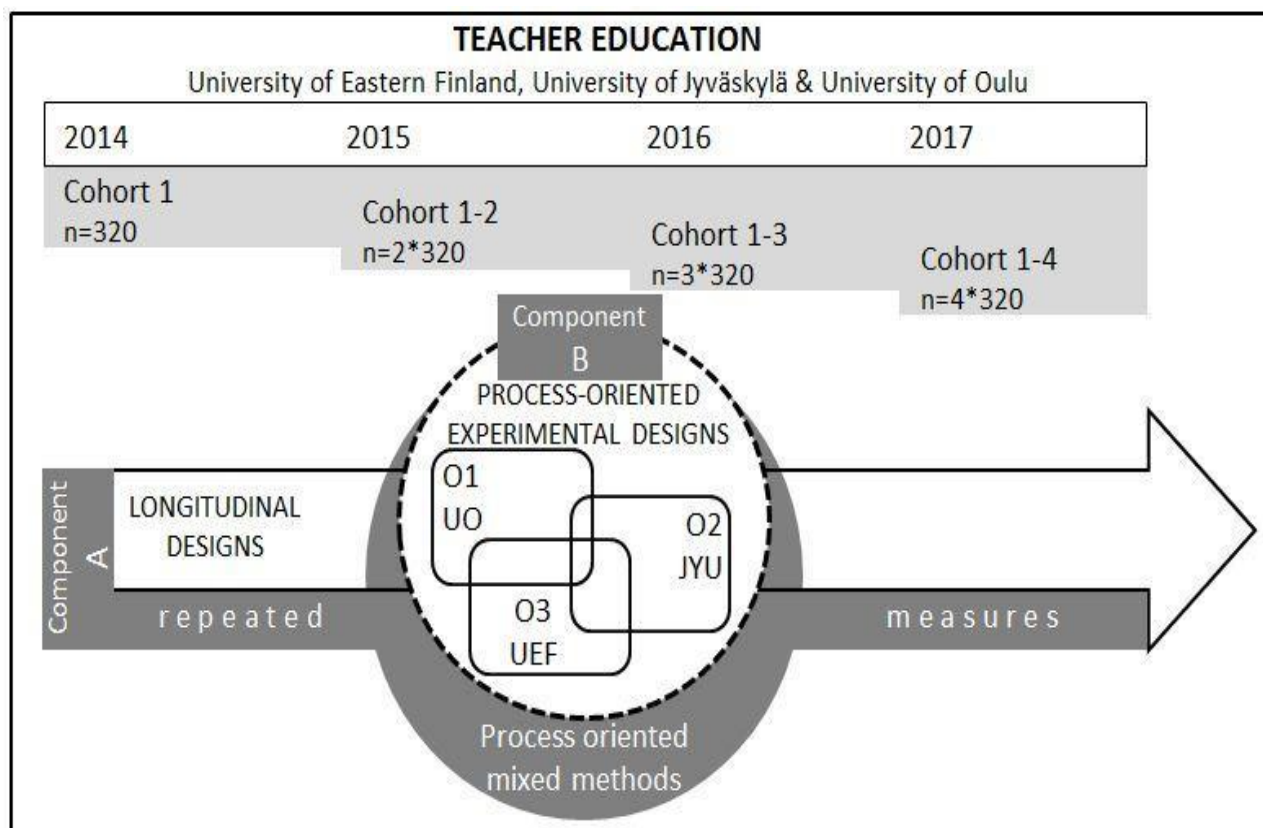 TEACHER EDUCATION
University of Eastern Finland, University of Jyväskylä & University of Oulu
2014 2015 2016 2017
Cohort 1
n=320
Cohort 1-2
n=2*320
Cohort 1-3
n=3*320
Cohort 1-4
n=4*320
Component
B
PROCESS-ORIENTED
EXPERIMENTAL DESIGNS
Component
A
LONGITUDINAL
DESIGNS
O1
UO
O2
JYU
O3
UEF
repeated
measures
Process oriented
mixed methods